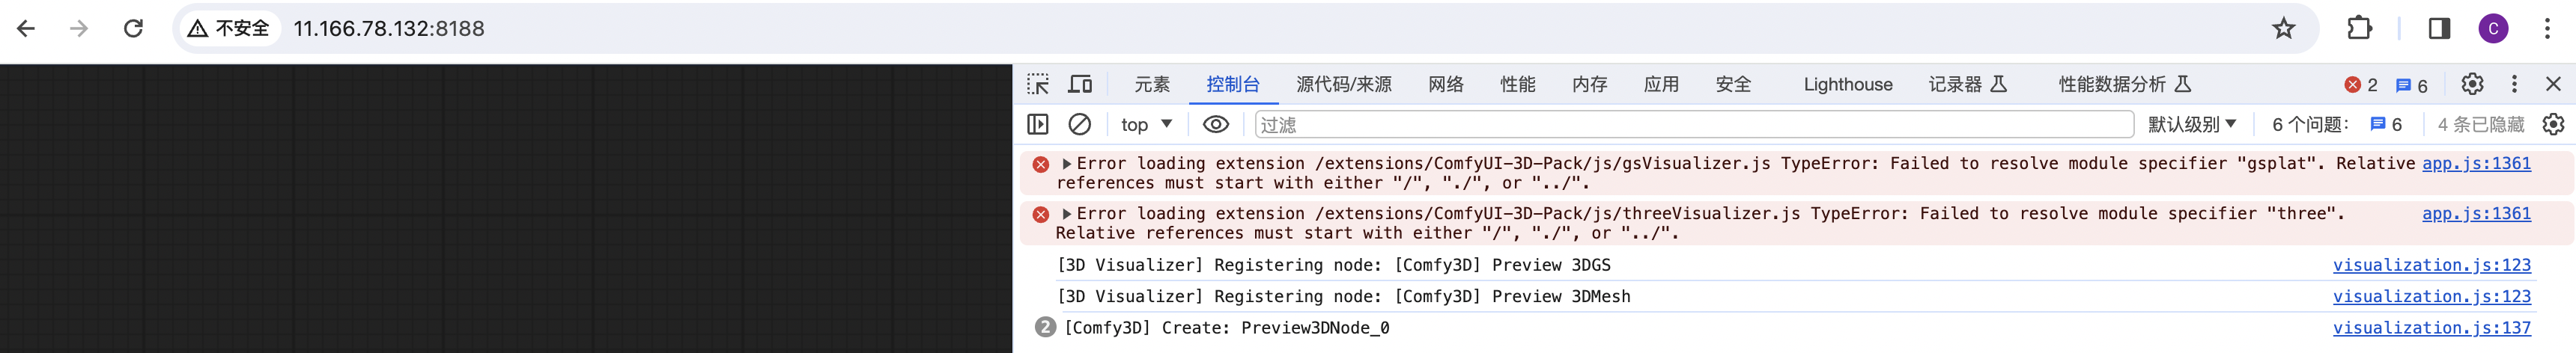 不安全 11.166.78.132:8188 C
元素 控制台 源代码/来源 网络 性能 内存 应用 安全 Lighthouse 记录器 性能数据分析 2 6
top 过滤 默认级别 6 个问题: 6 4 条已隐藏
Error loading extension /extensions/ComfyUI-3D-Pack/js/gsVisualizer.js TypeError: Failed to resolve module specifier "gsplat". Relative app.js:1361
references must start with either "/", "./", or "../".
Error loading extension /extensions/ComfyUI-3D-Pack/js/threeVisualizer.js TypeError: Failed to resolve module specifier "three". app.js:1361
Relative references must start with either "/", "./", or "../".
[3D Visualizer] Registering node: [Comfy3D] Preview 3DGS visualization.js:123
[3D Visualizer] Registering node: [Comfy3D] Preview 3DMesh visualization.js:123
2 [Comfy3D] Create: Preview3DNode_0 visualization.js:137